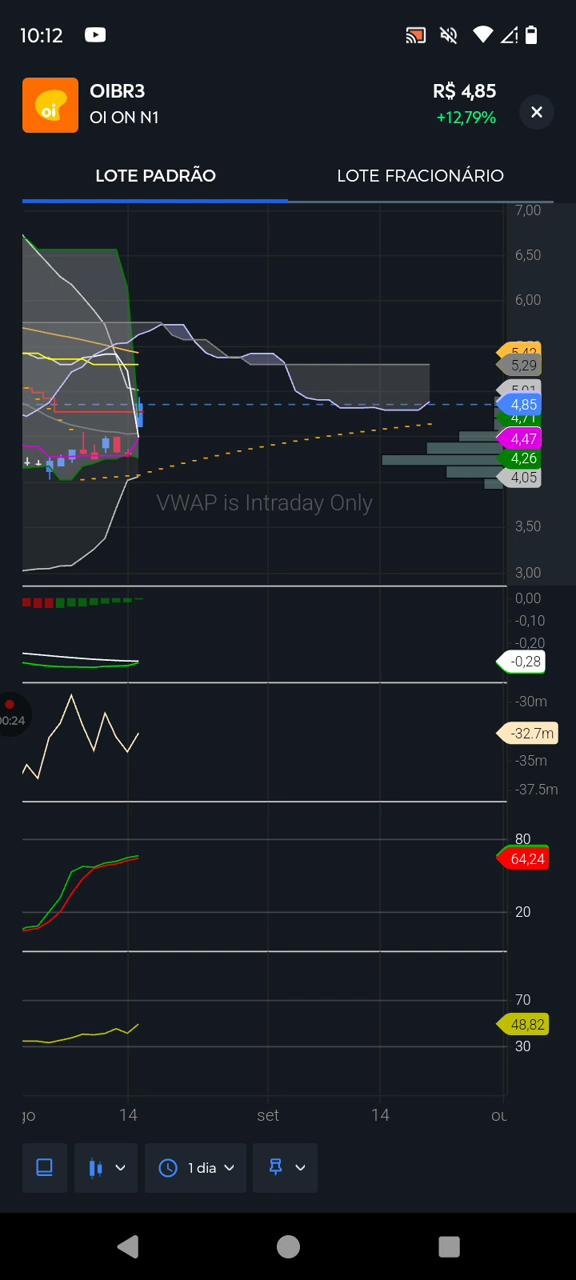 10:12
oi
OIBR3
R$ 4,85
OI ON N1
+12,79%
LOTE PADRÃO
LOTE FRACIONÁRIO
7,00
6,50
6,00
5,29
4,85
4,71
4,47
4,26
4,05
VWAP is Intraday Only
3,50
3,00
0,00
-0,10
-0,20
-0,28
00:24
-30m
-32.7m
-35m
-37.5m
80
64,24
20
70
48,82
30
14
set
14
1 dia